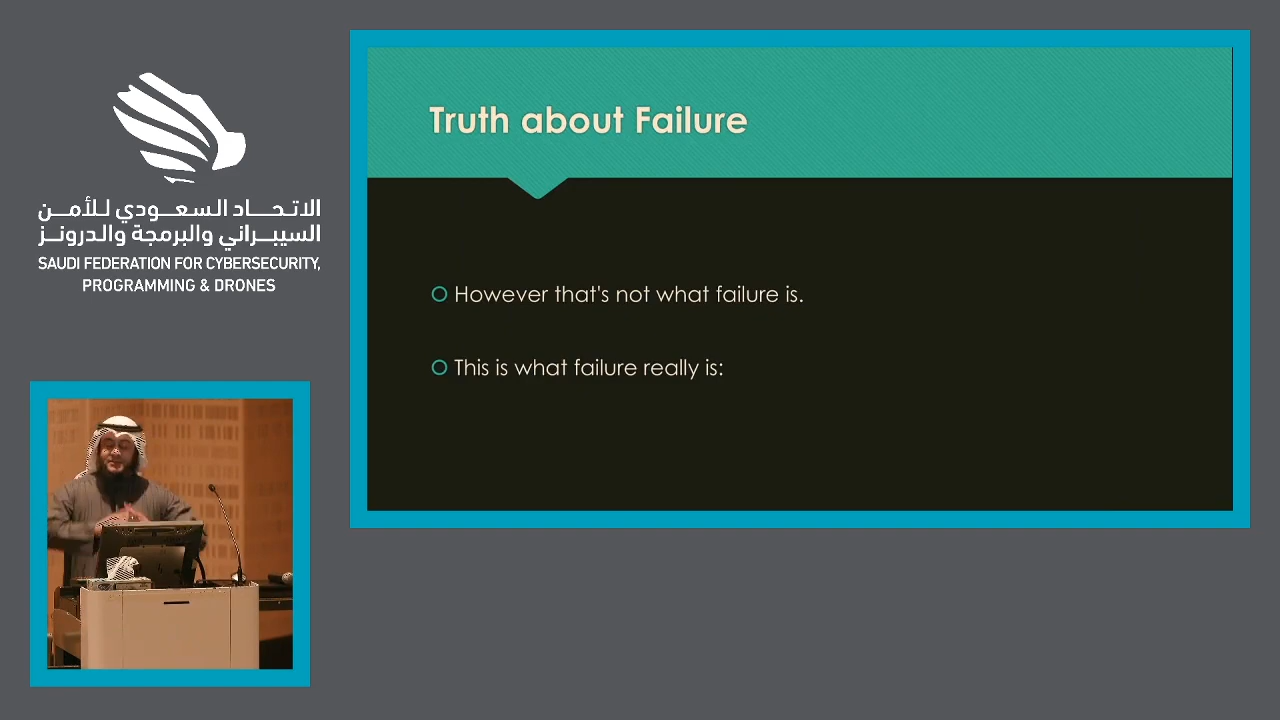 الاتحـــاد السعـــودي للأمـــن
السيبـــراني والبرمجة والدرونـــز
SAUDI FEDERATION FOR CYBERSECURITY,
PROGRAMMING & DRONES
Truth about Failure
However that's not what failure is.
This is what failure really is: